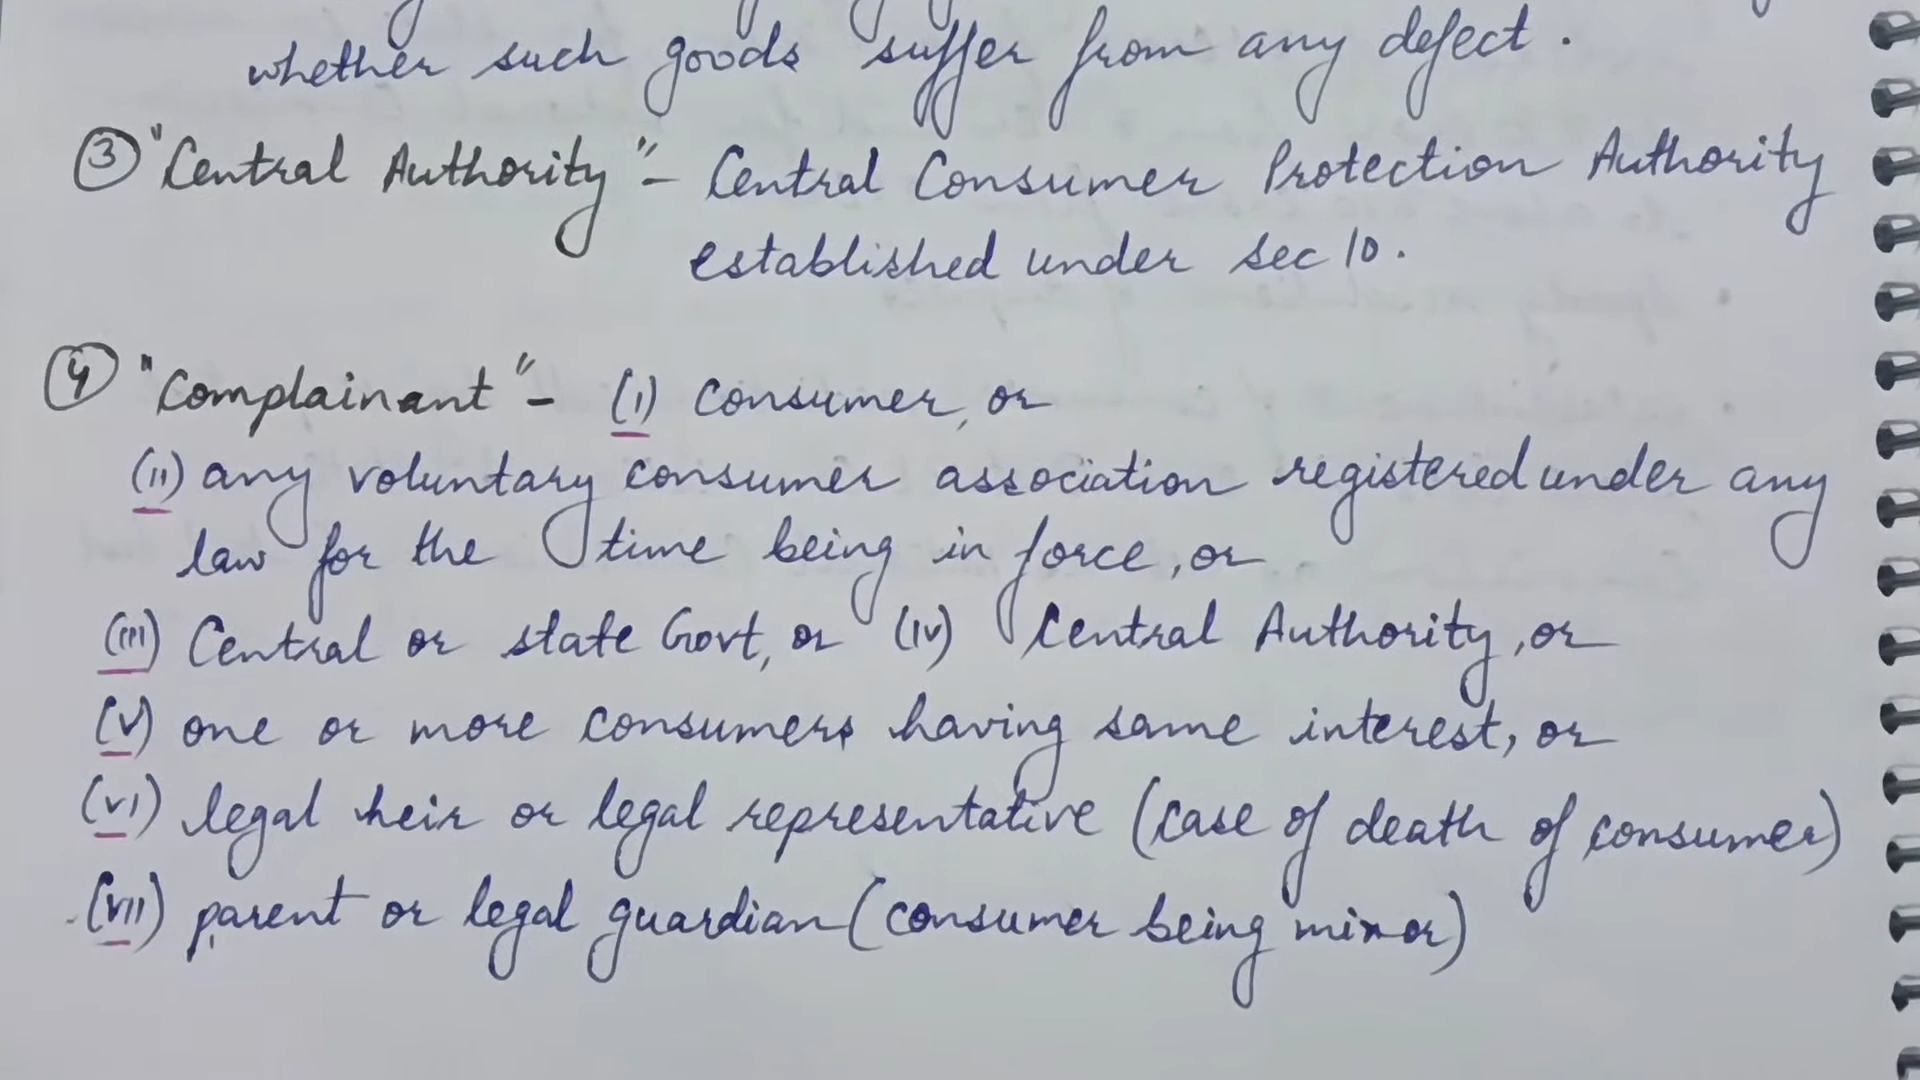 whether such goods suffer from any defect.
③ "Central Authority" - Central Consumer Protection Authority
established under sec 10.
④ "Complainant" - (i) Consumer, or
(ii) any voluntary consumer association registered under any
law for the time being in force, or
(iii) Central or state Govt, or (iv) Central Authority, or
(v) one or more consumers having same interest, or
(vi) legal heir or legal representative (case of death of consumer)
(vii) parent or legal guardian (consumer being minor)